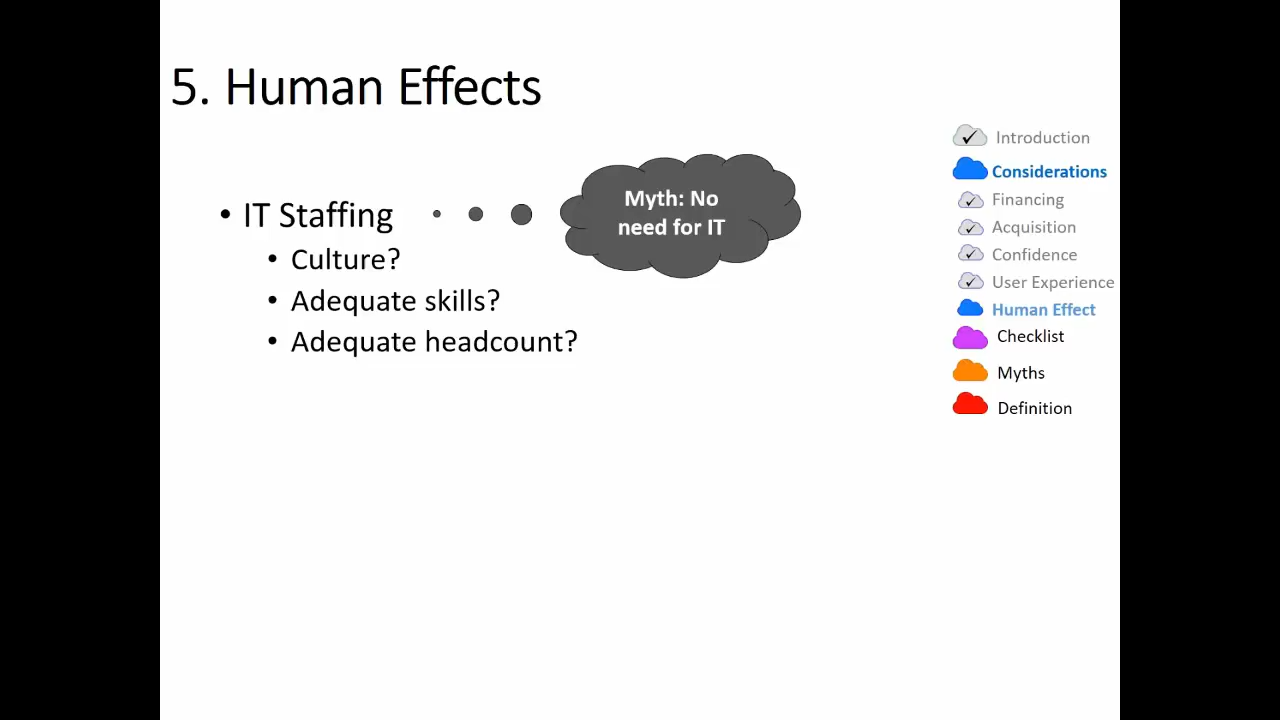 5. Human Effects
• IT Staffing
Myth: No
need for IT
• Culture?
• Adequate skills?
• Adequate headcount?
Introduction
Considerations
Financing
Acquisition
Confidence
User Experience
Human Effect
Checklist
Myths
Definition